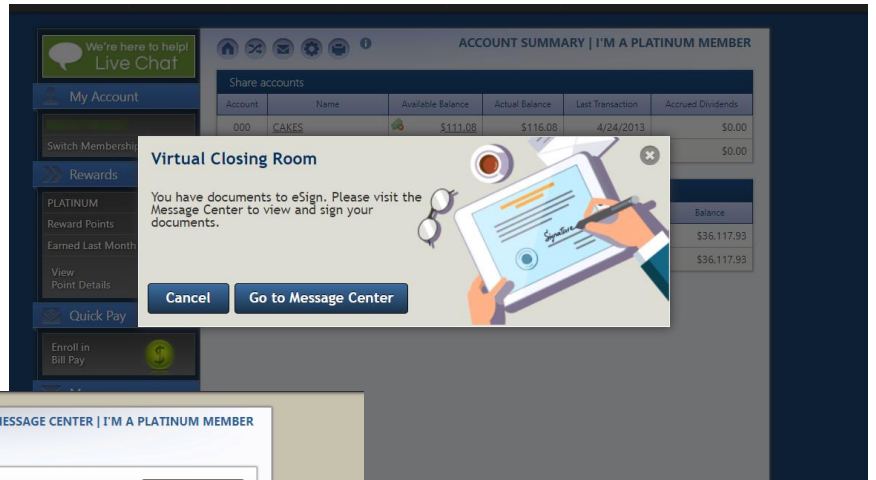 We're here to help!
Live Chat
ACCOUNT SUMMARY | I'M A PLATINUM MEMBER
My Account
Switch Membership
Rewards
PLATINUM
Reward Points
Earned Last Month
View
Point Details
Quick Pay
Enroll in
Bill Pay
Share accounts
Account Name Available Balance Actual Balance Last Transaction Accrued Dividends
000 CAKES $111.08 $116.08 4/24/2013 $0.00
$0.00
Balance
$36,117.93
$36,117.93
Virtual Closing Room
You have documents to eSign. Please visit the
Message Center to view and sign your
documents.
Signature
Cancel Go to Message Center
MESSAGE CENTER | I'M A PLATINUM MEMBER